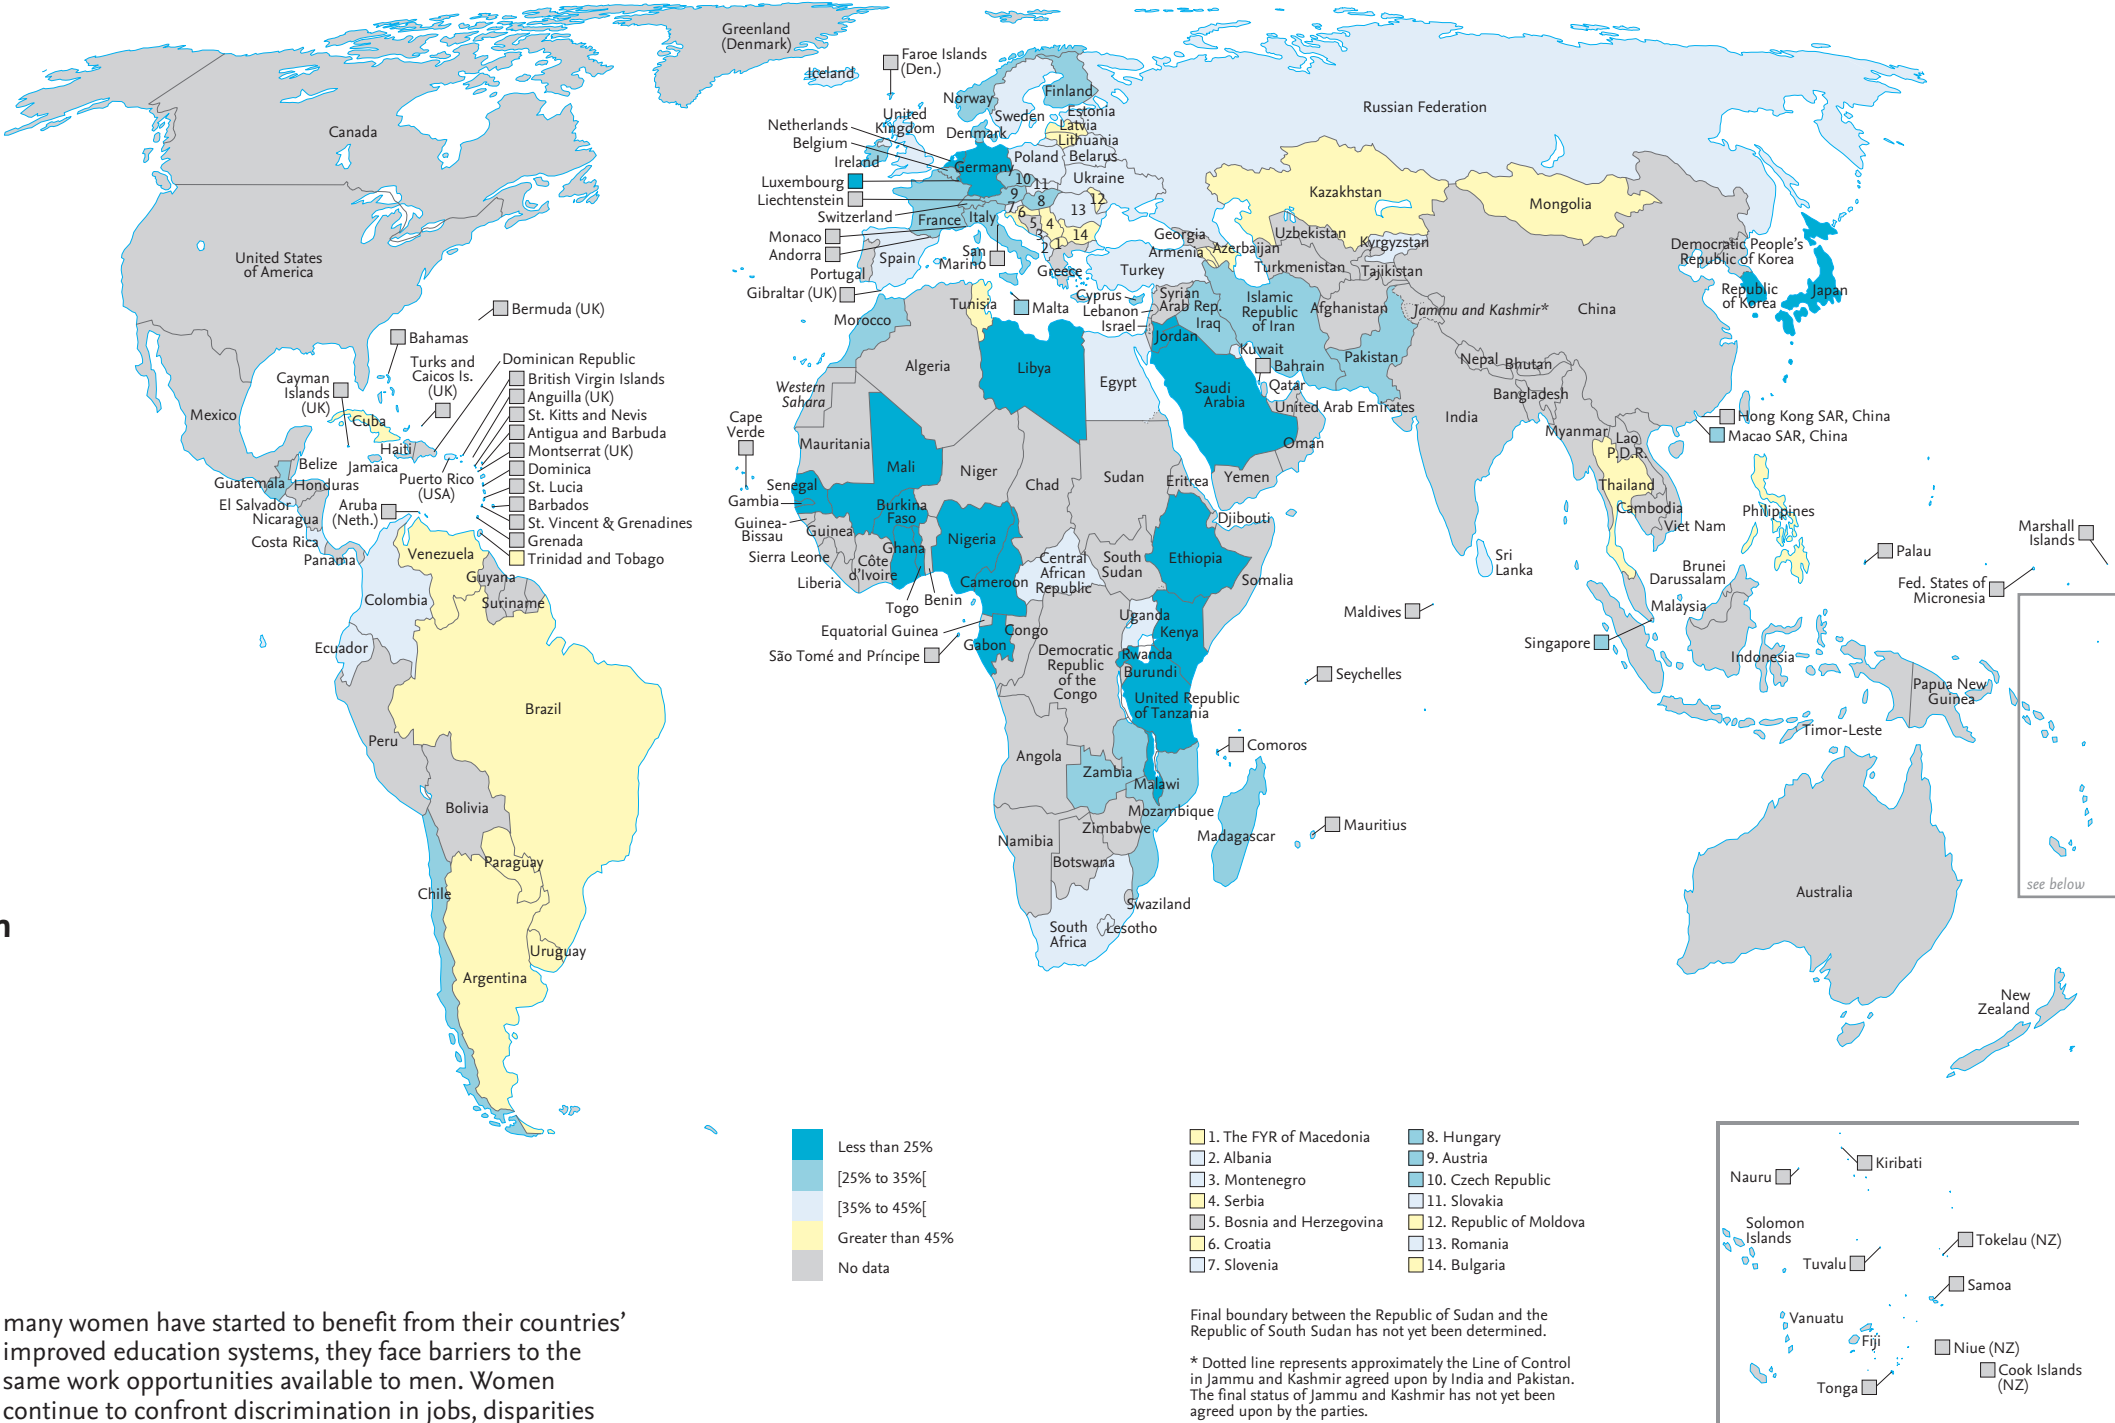 Greenland
(Denmark)
Faroe Islands
(Den.)
Iceland
Norway
Finland
Sweden
Estonia
Latvia
Lithuania
Russian Federation
Canada
United
Kingdom
Denmark
Netherlands
Belgium
Ireland
Germany
Poland
Belarus
Luxembourg
Liechtenstein
Ukraine
10
11
9
8
12
13
7
6
5
4
14
3
2
1
Switzerland
France
Italy
Monaco
Andorra
San
Marino
Spain
Portugal
Greece
Gibraltar (UK)
Turkey
Georgia
Armenia
Azerbaijan
Kazakhstan
Uzbekistan
Kyrgyzstan
Turkmenistan
Tajikistan
Mongolia
Democratic People's
Republic of Korea
Republic
of Korea
Japan
China
United States
of America
Bermuda (UK)
Bahamas
Turks and
Caicos Is.
(UK)
Cayman
Islands
(UK)
Dominican Republic
British Virgin Islands
Anguilla (UK)
St. Kitts and Nevis
Antigua and Barbuda
Montserrat (UK)
Dominica
St. Lucia
Barbados
St. Vincent & Grenadines
Grenada
Trinidad and Tobago
Mexico
Cuba
Haiti
Jamaica
Puerto Rico
(USA)
Belize
Guatemala
Honduras
El Salvador
Nicaragua
Costa Rica
Panama
Aruba
(Neth.)
Venezuela
Guyana
Suriname
Colombia
Ecuador
Peru
Brazil
Bolivia
Paraguay
Chile
Uruguay
Argentina
Tunisia
Malta
Morocco
Cyprus
Lebanon
Israel
Syrian
Arab Rep.
Iraq
Islamic
Republic
of Iran
Afghanistan
Jammu and Kashmir*
Jordan
Kuwait
Bahrain
Qatar
Pakistan
Nepal
Bhutan
Bangladesh
United Arab Emirates
India
Myanmar
Lao
P.D.R.
Hong Kong SAR, China
Macao SAR, China
Algeria
Libya
Egypt
Saudi
Arabia
Oman
Yemen
Western
Sahara
Cape
Verde
Mauritania
Mali
Niger
Chad
Sudan
Eritrea
Djibouti
Senegal
Gambia
Guinea-
Bissau
Guinea
Sierra Leone
Liberia
Côte
d'Ivoire
Burkina
Faso
Ghana
Togo
Benin
Nigeria
Cameroon
Central
African
Republic
South
Sudan
Ethiopia
Somalia
Equatorial Guinea
São Tomé and Príncipe
Gabon
Congo
Democratic
Republic
of the
Congo
Uganda
Kenya
Rwanda
Burundi
United Republic
of Tanzania
Angola
Zambia
Malawi
Mozambique
Zimbabwe
Namibia
Botswana
Madagascar
Swaziland
Lesotho
South
Africa
Comoros
Mauritius
Seychelles
Maldives
Sri
Lanka
Thailand
Cambodia
Viet Nam
Philippines
Brunei
Darussalam
Malaysia
Singapore
Indonesia
Palau
Fed. States of
Micronesia
Marshall
Islands
Papua New
Guinea
Timor-Leste
Australia
New
Zealand
see below
n
Less than 25%
[25% to 35%[
[35% to 45%[
Greater than 45%
No data
1. The FYR of Macedonia
2. Albania
3. Montenegro
4. Serbia
5. Bosnia and Herzegovina
6. Croatia
7. Slovenia
8. Hungary
9. Austria
10. Czech Republic
11. Slovakia
12. Republic of Moldova
13. Romania
14. Bulgaria
Final boundary between the Republic of Sudan and the
Republic of South Sudan has not yet been determined.
* Dotted line represents approximately the Line of Control
in Jammu and Kashmir agreed upon by India and Pakistan.
The final status of Jammu and Kashmir has not yet been
agreed upon by the parties.
Nauru
Kiribati
Solomon
Islands
Tuvalu
Tokelau (NZ)
Samoa
Vanuatu
Fiji
Niue (NZ)
Cook Islands
(NZ)
Tonga
many women have started to benefit from their countries'
improved education systems, they face barriers to the
same work opportunities available to men. Women
continue to confront discrimination in jobs, disparities